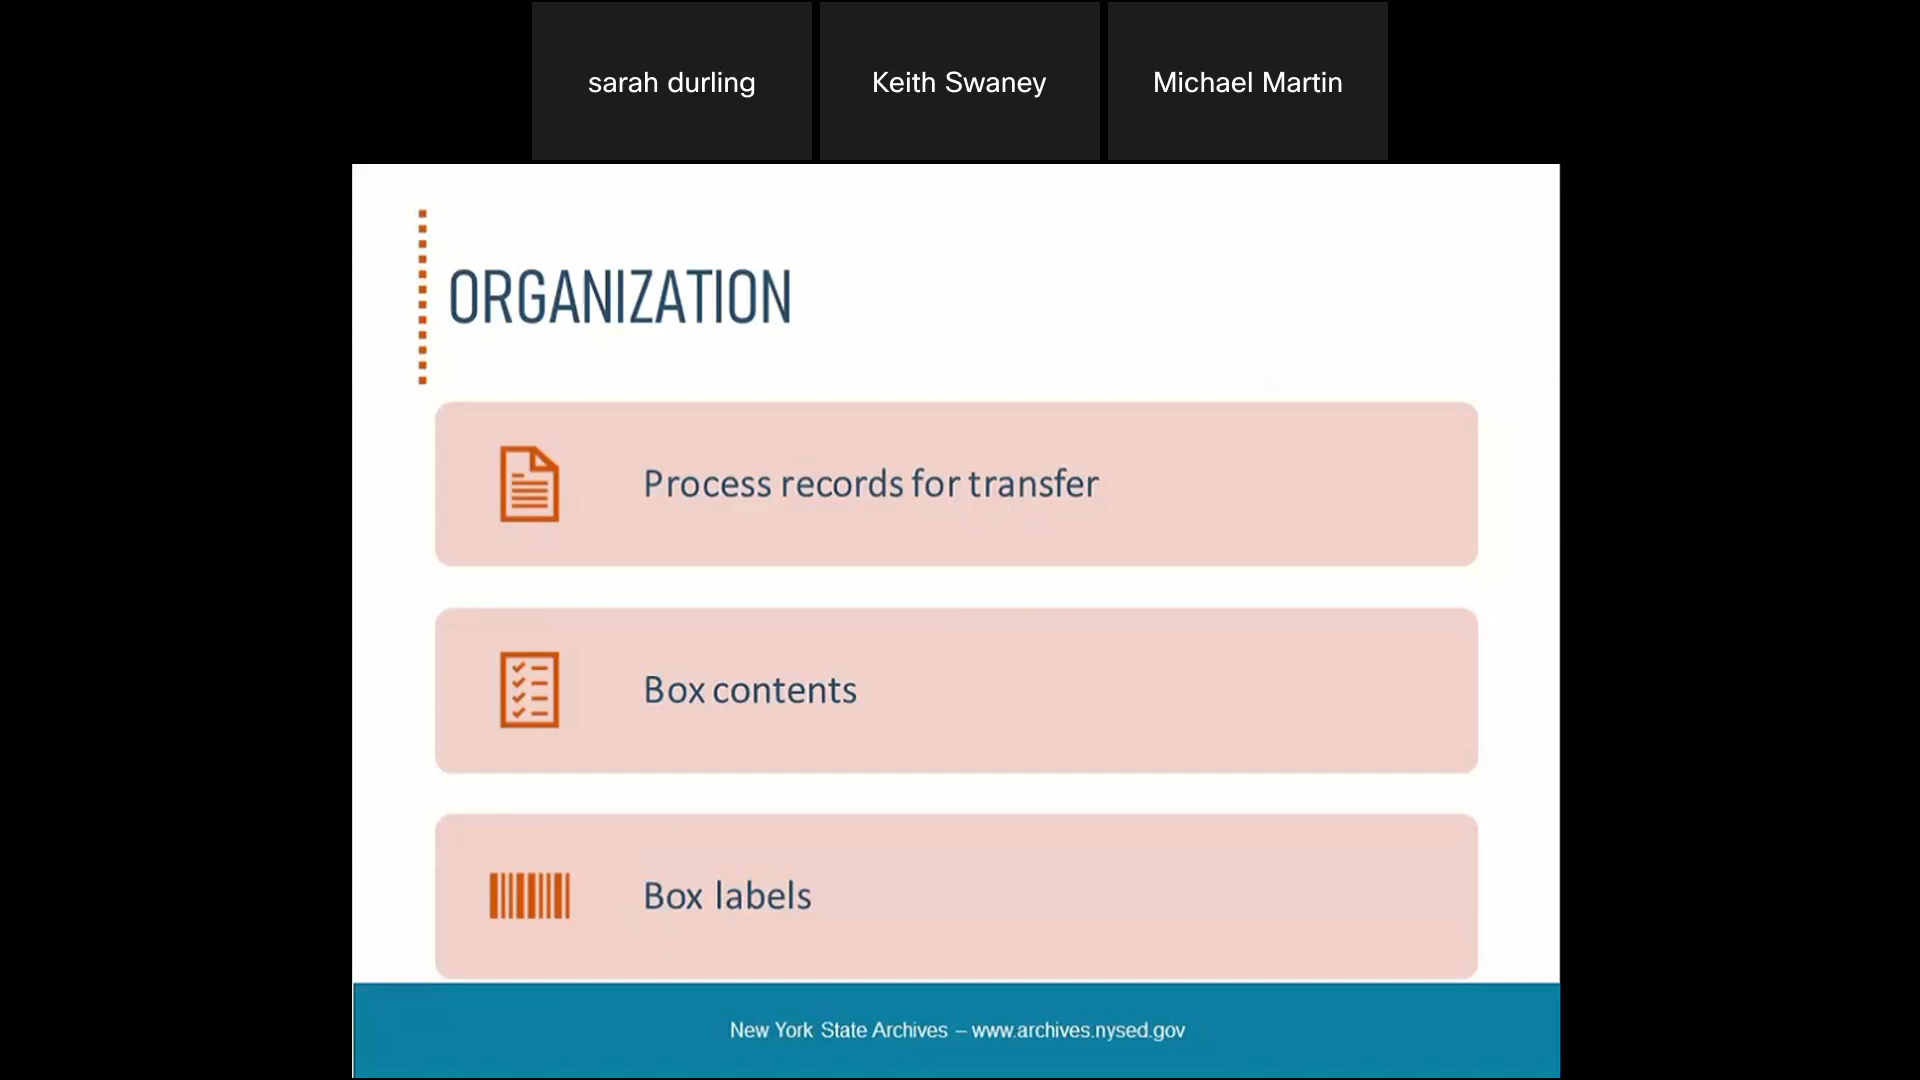 sarah durling
Keith Swaney
Michael Martin
ORGANIZATION
Process records for transfer
Box contents
Box labels
New York State Archives – www.archives.nysed.gov